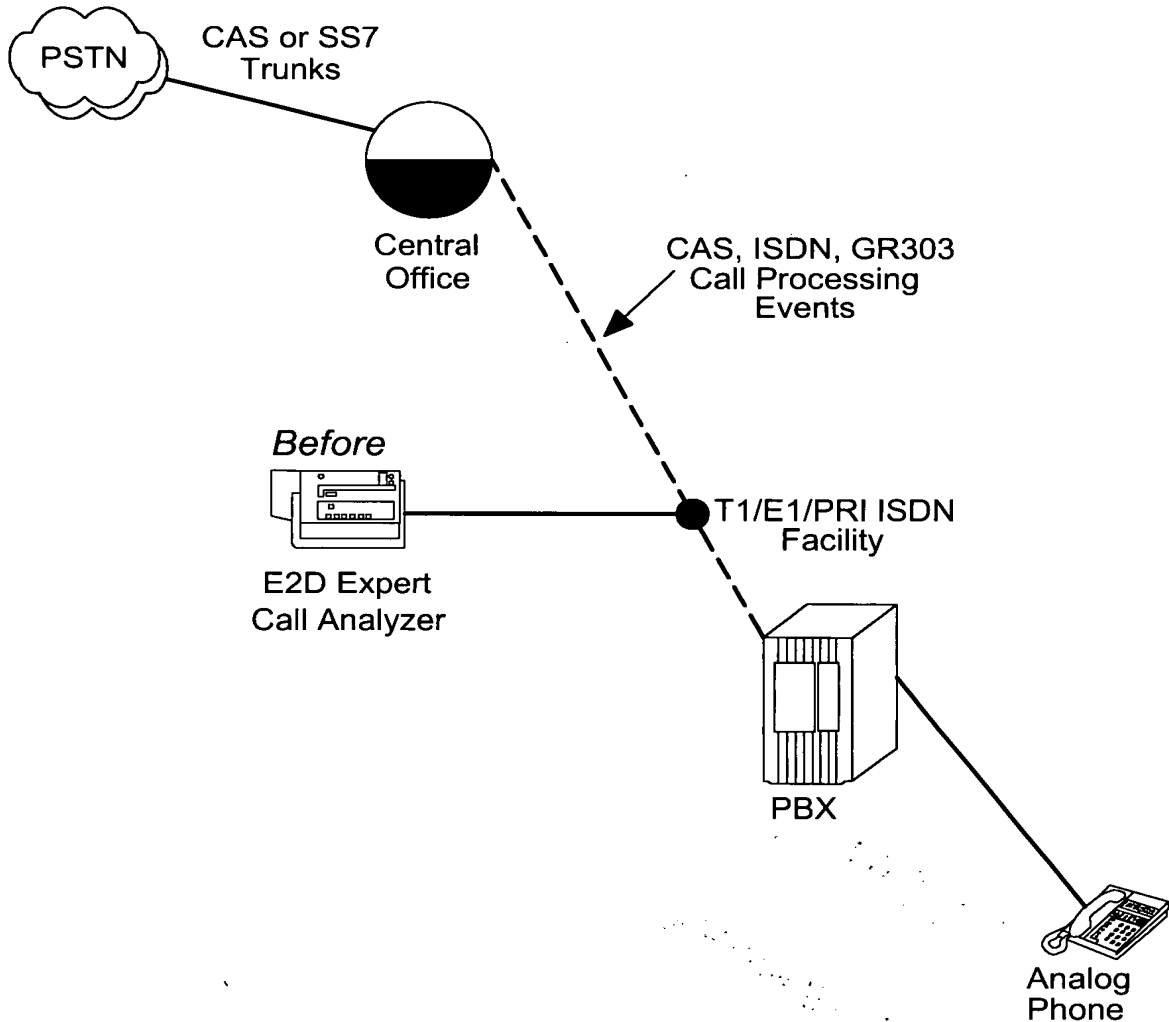 PSTN
CAS or SS7
Trunks
Central
Office
CAS, ISDN, GR303
Call Processing
Events
Before
E2D Expert
Call Analyzer
T1/E1/PRI ISDN
Facility
PBX
Analog
Phone